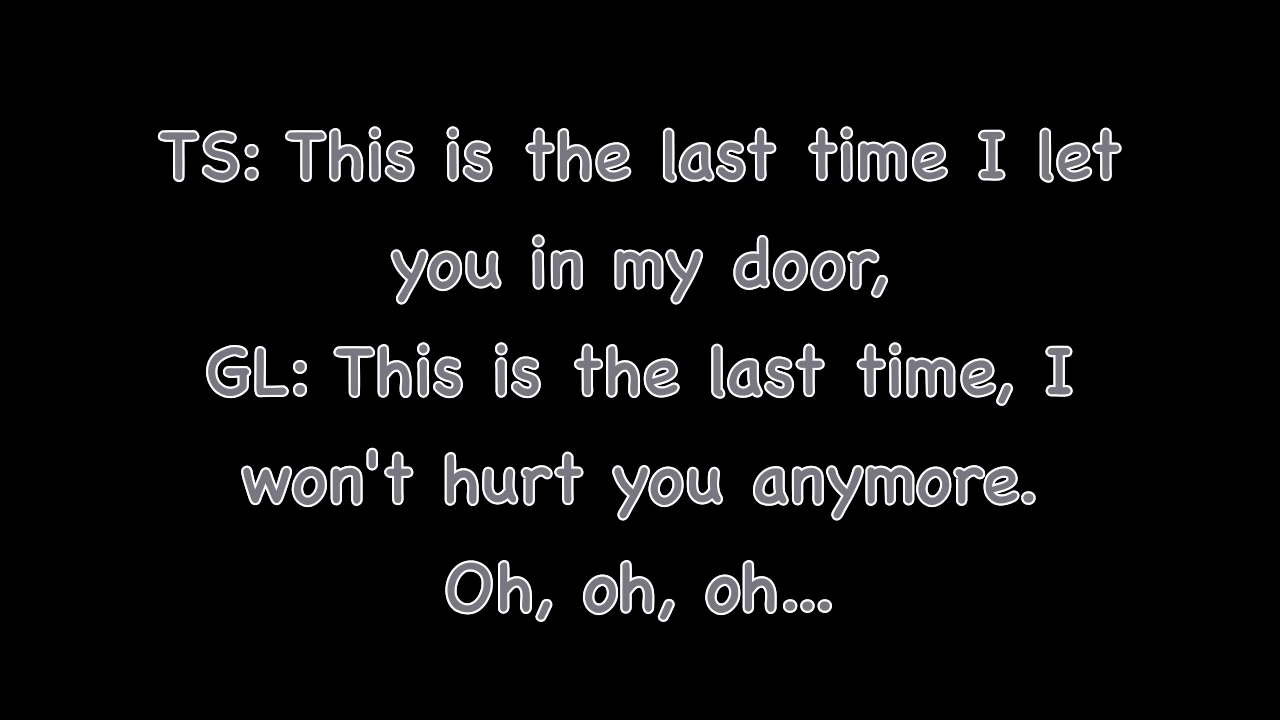 TS: This is the last time I let
you in my door,
GL: This is the last time, I
won't hurt you anymore.
Oh, oh, oh...